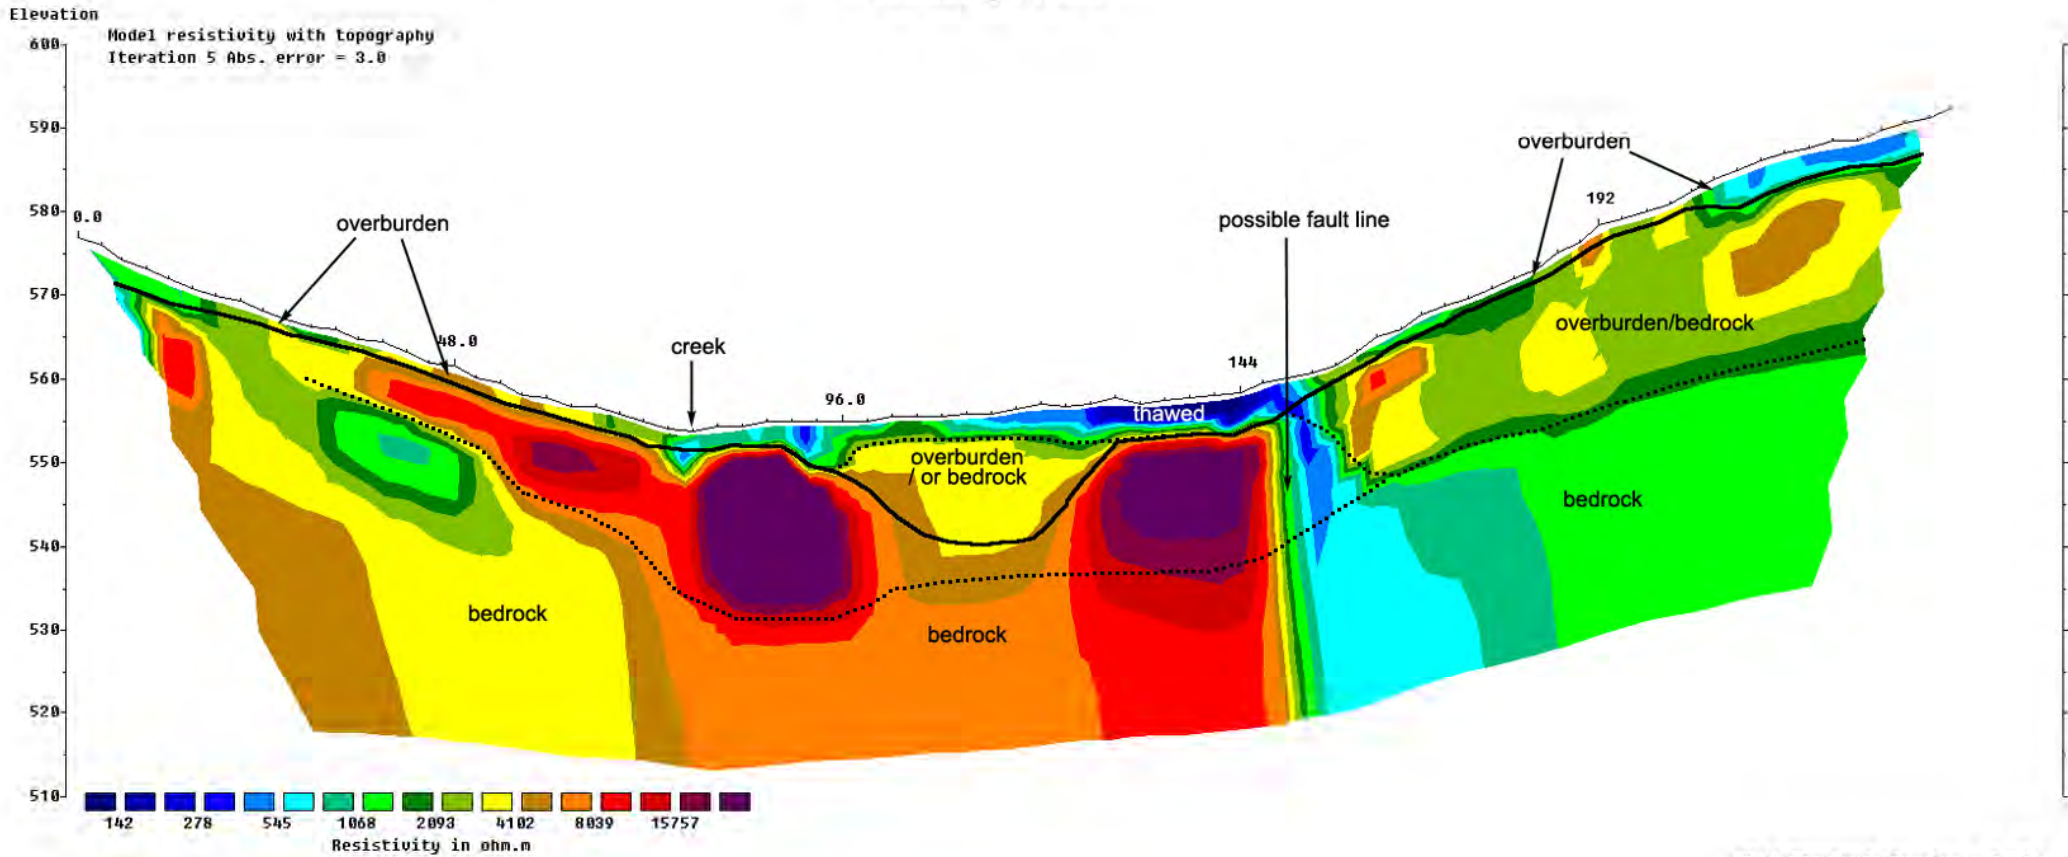 Elevation
Model resistivity with topography
Iteration 5 Abs. error = 3.0
600
590
580
570
560
550
540
530
520
510
0.0
48.0
96.0
144
192
overburden
creek
possible fault line
overburden
thawed
overburden
/ or bedrock
overburden/bedrock
bedrock
bedrock
bedrock
142 278 545 1068 2093 4102 8039 15757
Resistivity in ohm.m